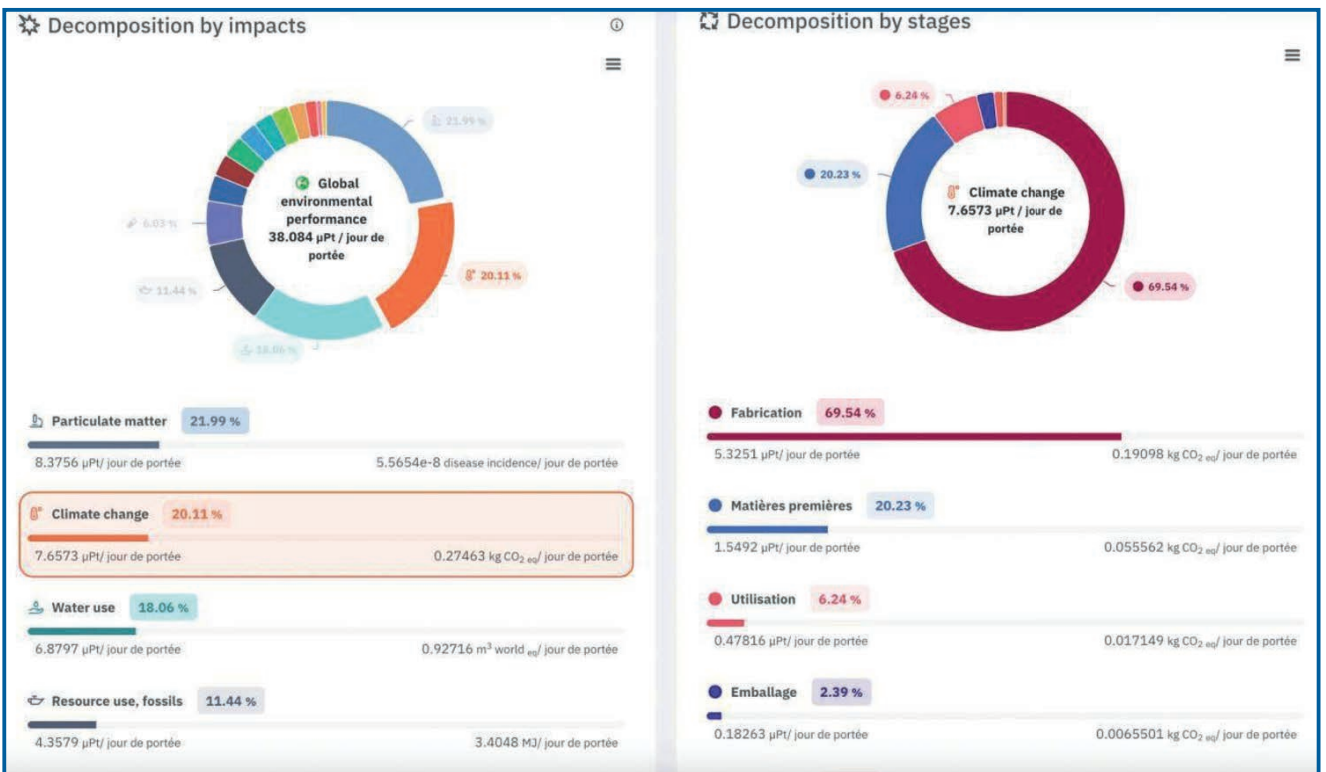 Decomposition by impacts
21.99 %
Global
environmental
performance
38.084 µPt / jour de
portée
6.03 %
20.11 %
11.44 %
18.06 %
Particulate matter 21.99 %
8.3756 µPt/ jour de portée 5.5654e-8 disease incidence/ jour de portée
Climate change 20.11 %
7.6573 µPt/ jour de portée 0.27463 kg CO₂ eq/ jour de portée
Water use 18.06 %
6.8797 µPt/ jour de portée 0.92716 m³ world eq/ jour de portée
Resource use, fossils 11.44 %
4.3579 µPt/ jour de portée 3.4048 MJ/ jour de portée
Decomposition by stages
6.24 %
20.23 %
Climate change
7.6573 µPt / jour de
portée
69.54 %
Fabrication 69.54 %
5.3251 µPt/ jour de portée 0.19098 kg CO₂ eq/ jour de portée
Matières premières 20.23 %
1.5492 µPt/ jour de portée 0.055562 kg CO₂ eq/ jour de portée
Utilisation 6.24 %
0.47816 µPt/ jour de portée 0.017149 kg CO₂ eq/ jour de portée
Emballage 2.39 %
0.18263 µPt/ jour de portée 0.0065501 kg CO₂ eq/ jour de portée